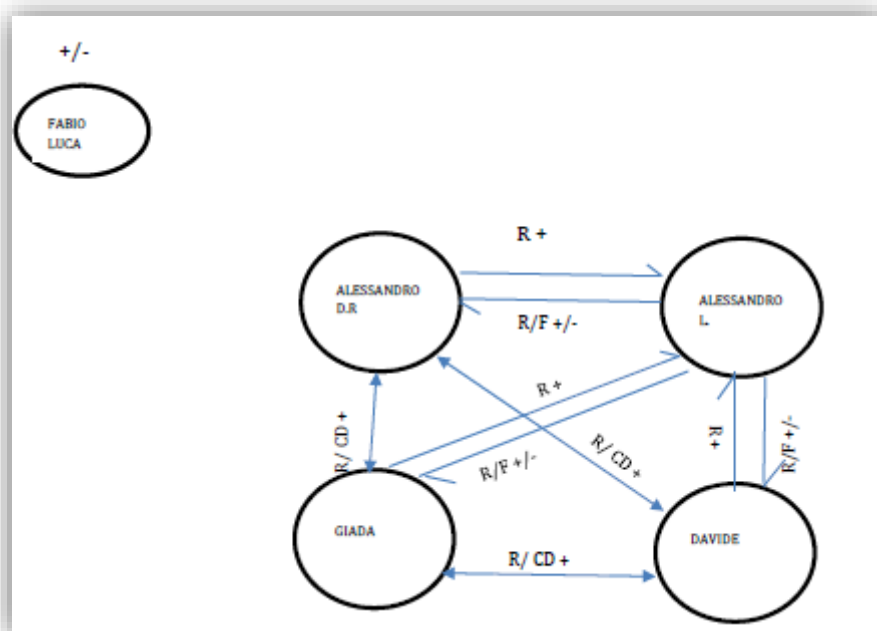 +/-
FABIO
LUCA
R +
ALESSANDRO
D.R
ALESSANDRO
L.
R/F +/-
R +
R/ CD +
R/ CD +
R/F +/-
R+
R/F +/-
GIADA
DAVIDE
R/ CD +